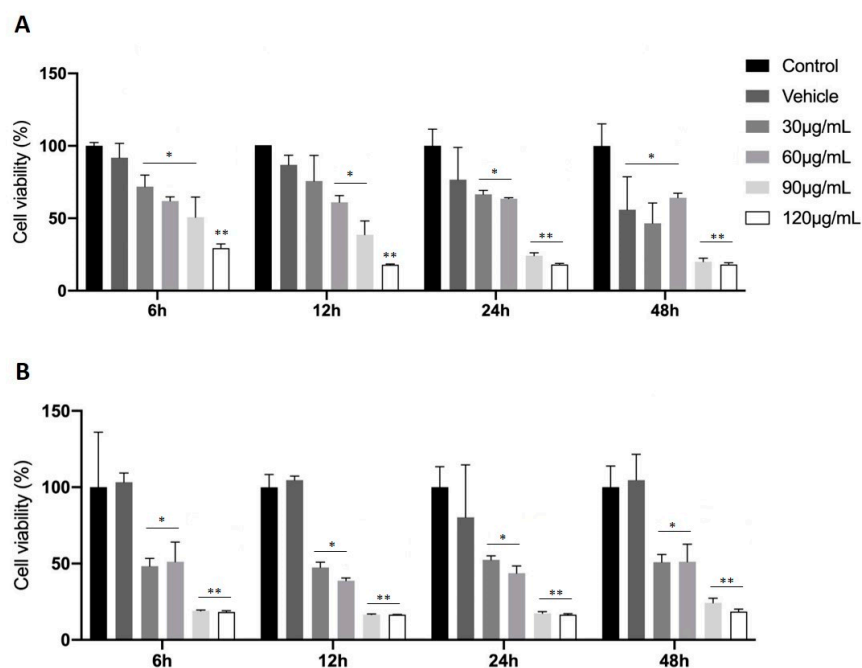 A
Cell viability (%)
150
100
50
0
*
**
*
**
*
**
*
**
6h
12h
24h
48h
Control
Vehicle
30µg/mL
60µg/mL
90µg/mL
120µg/mL
B
Cell viability (%)
150
100
50
0
*
**
*
**
*
**
*
**
6h
12h
24h
48h